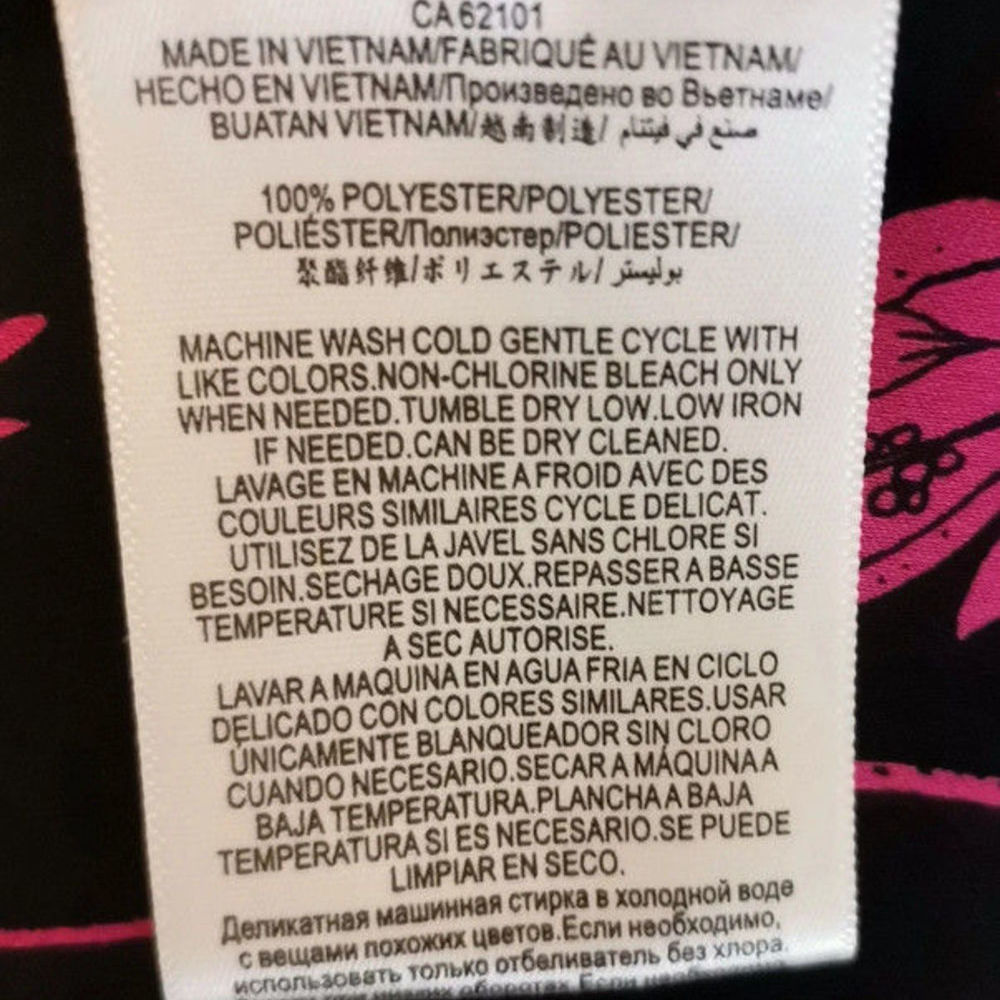 CA 62101
MADE IN VIETNAM/FABRIQUÉ AU VIETNAM/
HECHO EN VIETNAM/Произведено во Вьетнаме/
BUATAN VIETNAM/越南制造/ صنع في فيتنام
100% POLYESTER/POLYESTER/
POLIÉSTER/Полиэстер/POLIESTER/
聚酯纤维/ポリエステル/ بوليستر
MACHINE WASH COLD GENTLE CYCLE WITH
LIKE COLORS.NON-CHLORINE BLEACH ONLY
WHEN NEEDED.TUMBLE DRY LOW.LOW IRON
IF NEEDED.CAN BE DRY CLEANED.
LAVAGE EN MACHINE A FROID AVEC DES
COULEURS SIMILAIRES CYCLE DELICAT.
UTILISEZ DE LA JAVEL SANS CHLORE SI
BESOIN.SECHAGE DOUX.REPASSER A BASSE
TEMPERATURE SI NECESSAIRE.NETTOYAGE
A SEC AUTORISE.
LAVAR A MAQUINA EN AGUA FRIA EN CICLO
DELICADO CON COLORES SIMILARES.USAR
ÚNICAMENTE BLANQUEADOR SIN CLORO
CUANDO NECESARIO.SECAR A MÁQUINA A
BAJA TEMPERATURA.PLANCHA A BAJA
TEMPERATURA SI ES NECESARIO.SE PUEDE
LIMPIAR EN SECO.
Деликатная машинная стирка в холодной воде
с вещами похожих цветов.Если необходимо,
использовать только отбеливатель без хлора.
оборотах Если